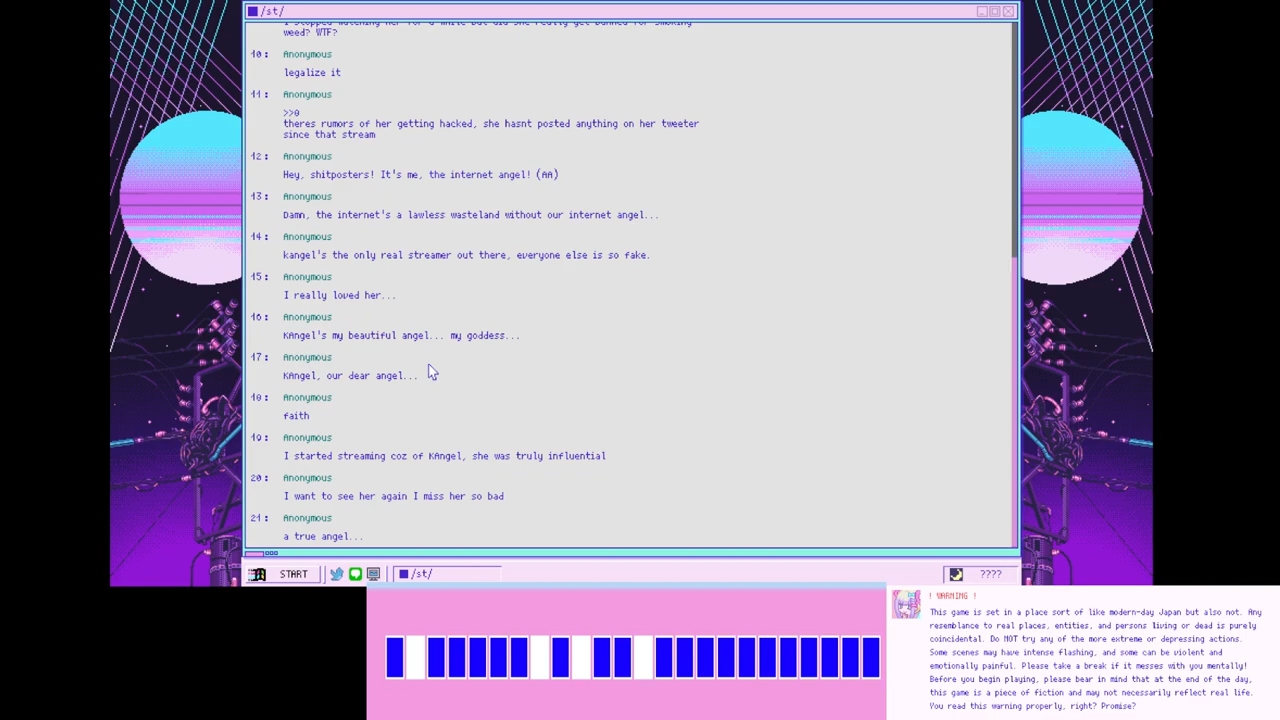 /st/
weed? WTF?
10: Anonymous
legalize it
11: Anonymous
>>9
theres rumors of her getting hacked, she hasnt posted anything on her tweeter
since that stream
12: Anonymous
Hey, shitposters! It's me, the internet angel! (AA)
13: Anonymous
Damn, the internet's a lawless wasteland without our internet angel...
14: Anonymous
kangel's the only real streamer out there, everyone else is so fake.
15: Anonymous
I really loved her...
16: Anonymous
KAngel's my beautiful angel... my goddess...
17: Anonymous
KAngel, our dear angel...
18: Anonymous
faith
19: Anonymous
I started streaming coz of KAngel, she was truly influential
20: Anonymous
I want to see her again I miss her so bad
21: Anonymous
a true angel...
START
/st/
????
! WARNING !
This game is set in a place sort of like modern-day Japan but also not. Any
resemblance to real places, entities, and persons living or dead is purely
coincidental. Do NOT try any of the more extreme or depressing actions.
Some scenes may have intense flashing, and some can be violent and
emotionally painful. Please take a break if it messes with you mentally!
Before you begin playing, please bear in mind that at the end of the day,
this game is a piece of fiction and may not necessarily reflect real life.
You read this warning properly, right? Promise?